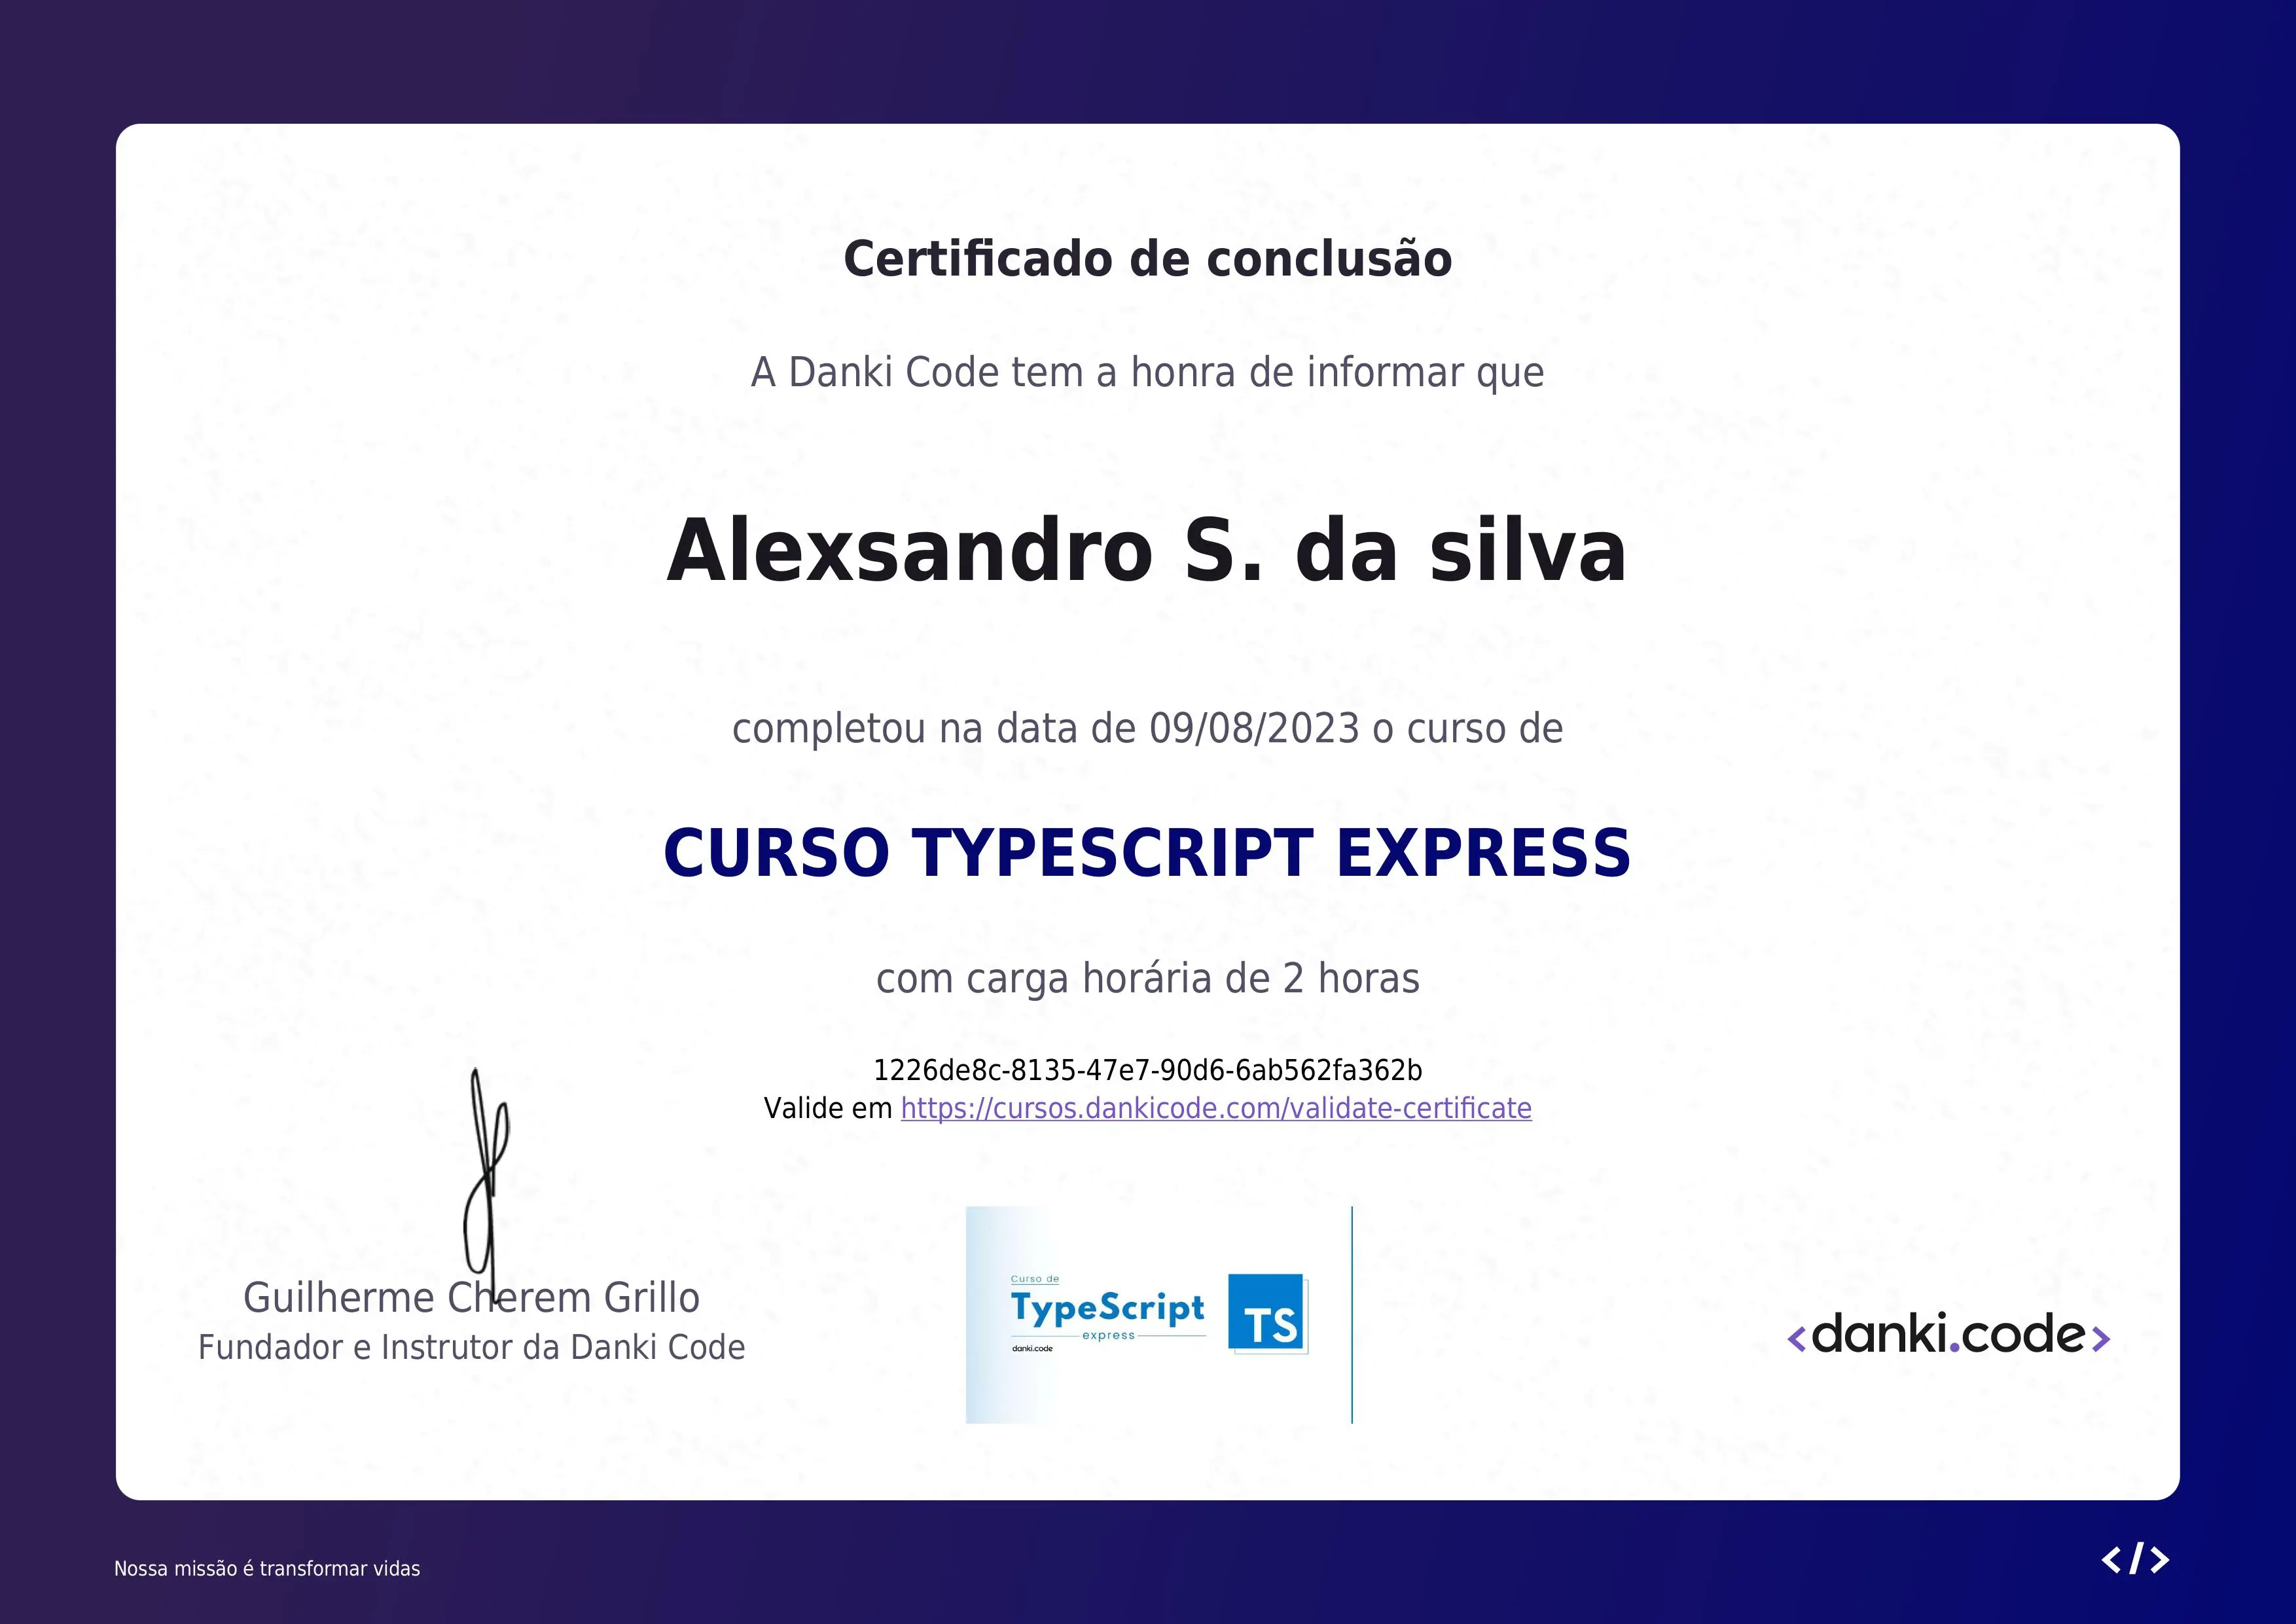 Certificado de conclusão
A Danki Code tem a honra de informar que
Alexsandro S. da silva
completou na data de 09/08/2023 o curso de
CURSO TYPESCRIPT EXPRESS
com carga horária de 2 horas
1226de8c-8135-47e7-90d6-6ab562fa362b
Valide em https://cursos.dankicode.com/validate-certificate
Guilherme Cherem Grillo
Fundador e Instrutor da Danki Code
Curso de
TypeScript
express
danki.code
TS
<danki.code>
Nossa missão é transformar vidas
</>